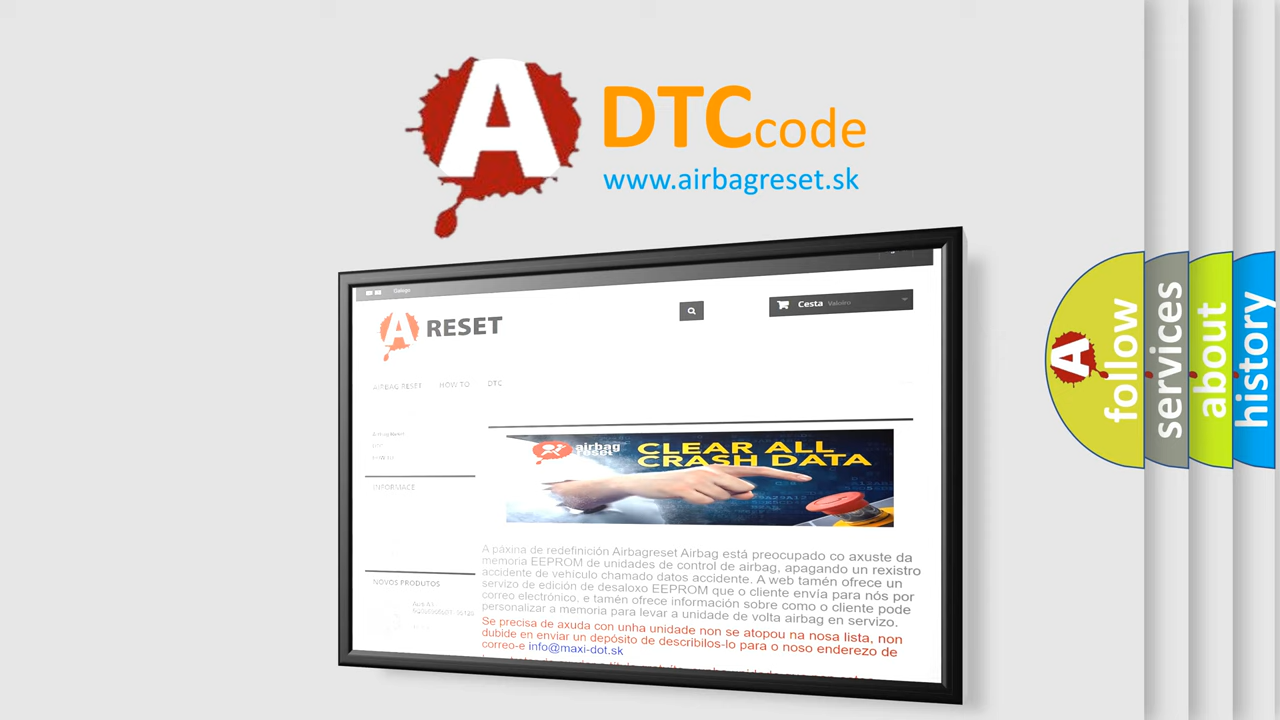 A
DTCcode
www.airbagreset.sk
Galego
A RESET
Cesta Valeiro
AIRBAG RESET HOW TO DTC
INFORMACE
airbag
reset
CLEAR ALL
CRASH DATA
A páxina de redefinición Airbagreset Airbag está preocupado co axuste da
memoria EEPROM de unidades de control de airbag, apagando un rexistro
accidente de vehículo chamado datos accidente. A web tamén ofrece un
servizo de edición de desaloxo EEPROM que o cliente envía para nós por
correo electrónico, e tamén ofrece información sobre como o cliente pode
personalizar a memoria para levar a unidade de volta airbag en servizo.
Se precisa de axuda con unha unidade non se atopou na nosa lista, non
dubide en enviar un depósito de describilos-lo para o noso enderezo de
correo-e info@maxi-dot.sk
NOVOS PRODUTOS
A
follow
services
about
history